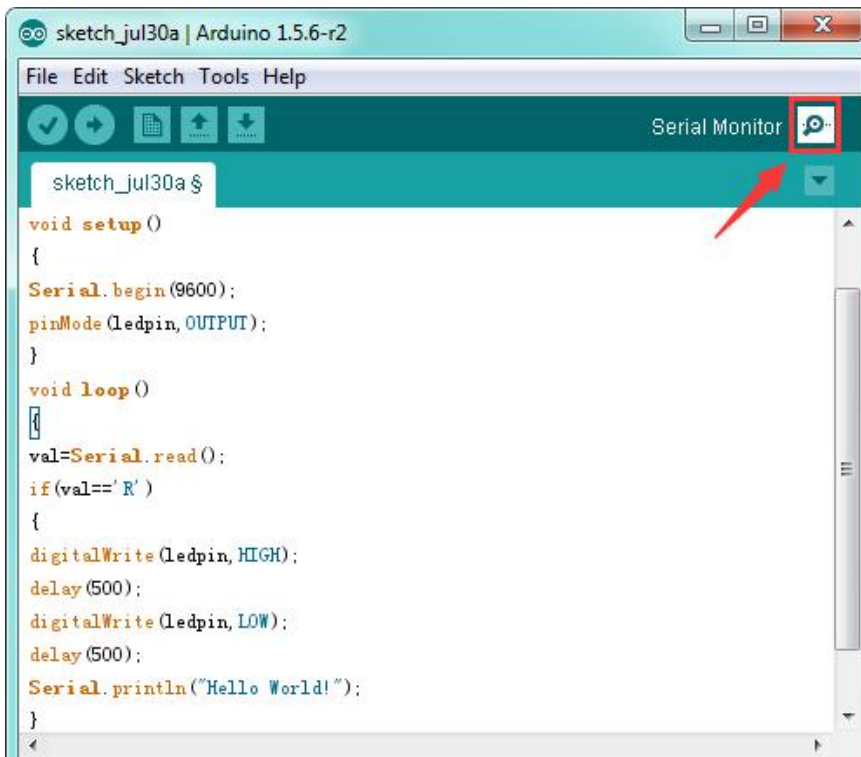 sketch_jul30a | Arduino 1.5.6-r2
File Edit Sketch Tools Help
Serial Monitor
sketch_jul30a §
void setup()
{
Serial.begin(9600);
pinMode(ledpin,OUTPUT);
}
void loop()
{
val=Serial.read();
if(val=='R')
{
digitalWrite(ledpin,HIGH);
delay(500);
digitalWrite(ledpin,LOW);
delay(500);
Serial.println("Hello World!");
}